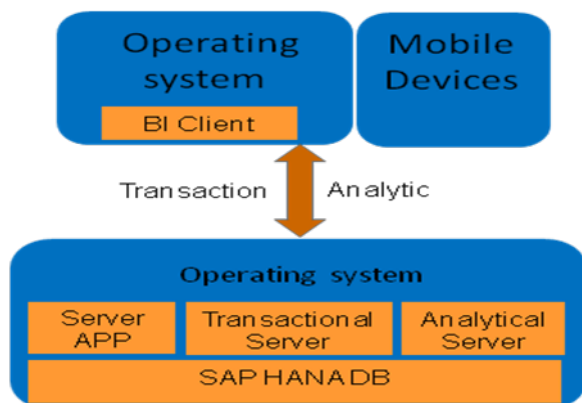 Operating
system
BI Client
Mobile
Devices
Transaction
Analytic
Operating system
Server
APP
Transactional
Server
Analytical
Server
SAP HANA DB